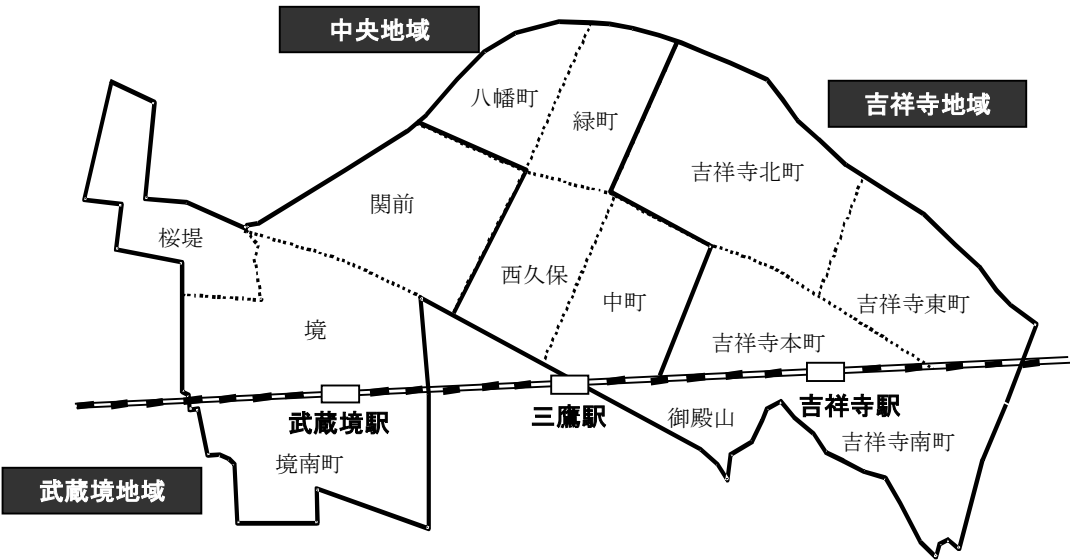 中央地域
吉祥寺地域
八幡町
緑町
吉祥寺北町
関前
桜堤
西久保
中町
吉祥寺東町
境
吉祥寺本町
武蔵境駅
三鷹駅
御殿山
吉祥寺駅
吉祥寺南町
境南町
武蔵境地域